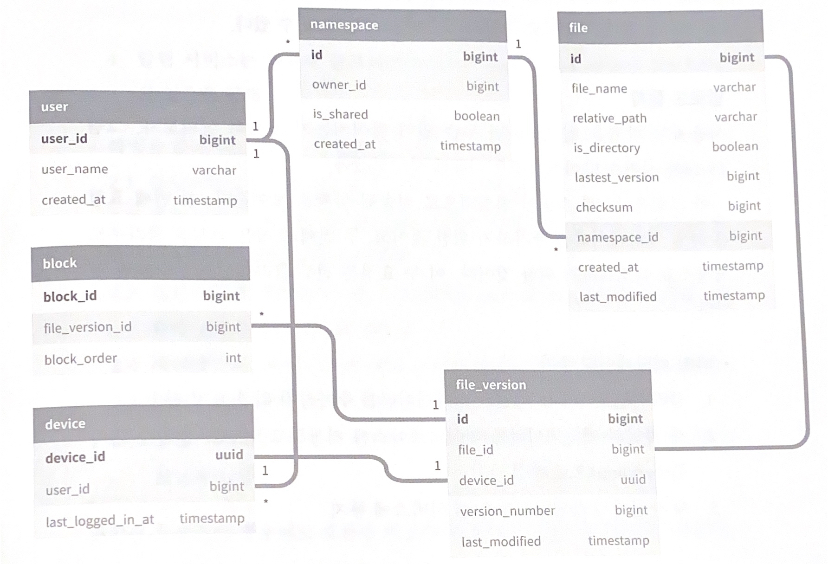 namespace
id bigint
owner_id bigint
is_shared boolean
created_at timestamp
file
id bigint
file_name varchar
relative_path varchar
is_directory boolean
lastest_version bigint
checksum bigint
namespace_id bigint
created_at timestamp
last_modified timestamp
user
user_id bigint
user_name varchar
created_at timestamp
block
block_id bigint
file_version_id bigint
block_order int
device
device_id uuid
user_id bigint
last_logged_in_at timestamp
file_version
id bigint
file_id bigint
device_id uuid
version_number bigint
last_modified timestamp
*
1
1
1
*
*
1
1
1
*